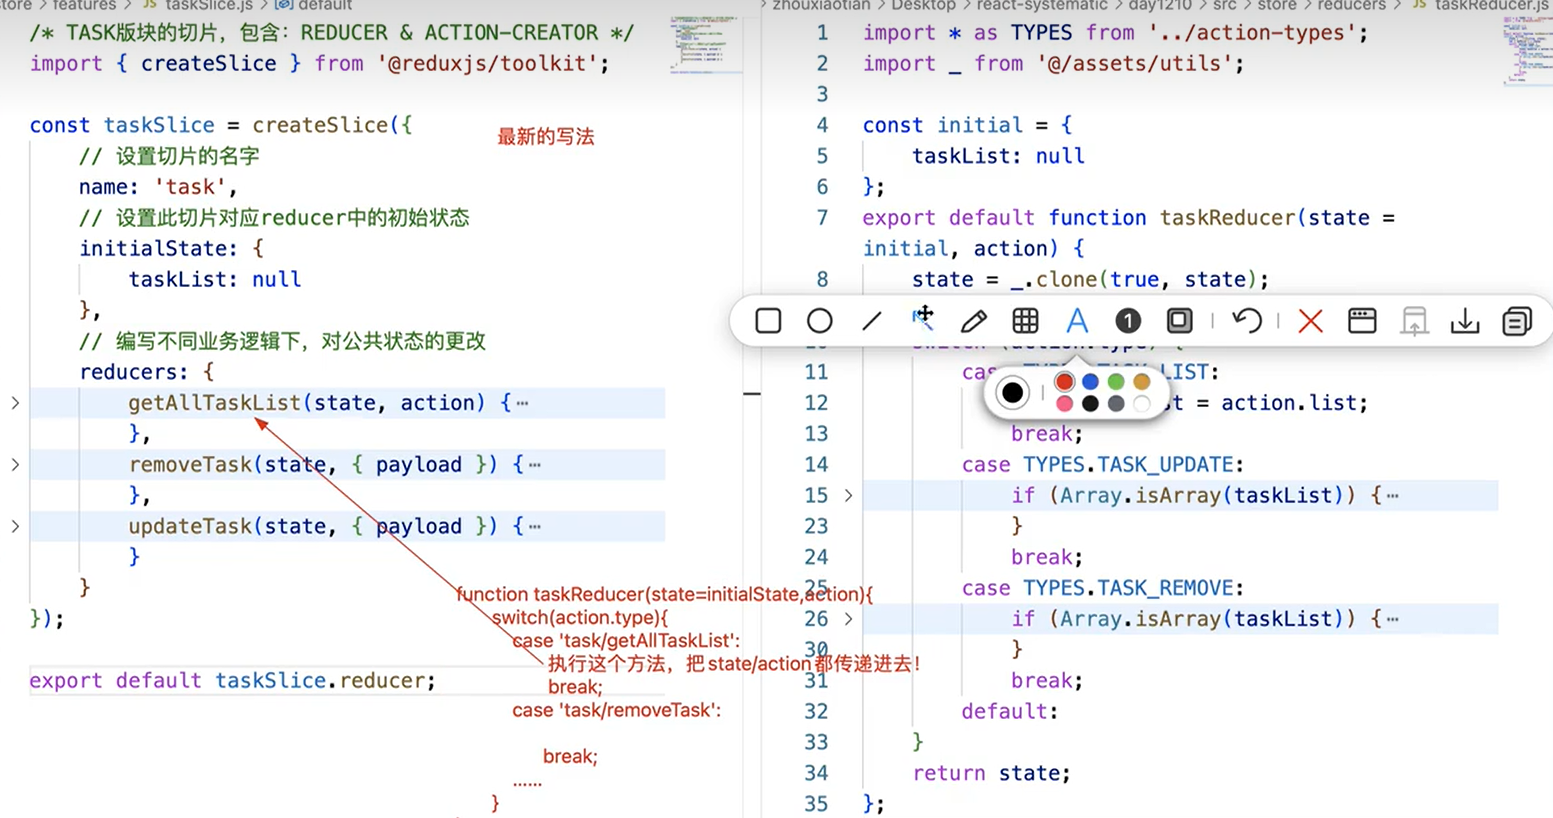 store > features > JS taskSlice.js > default
/* TASK版块的切片，包含：REDUCER & ACTION-CREATOR */
import { createSlice } from '@reduxjs/toolkit';
const taskSlice = createSlice({
最新的写法
// 设置切片的名字
name: 'task',
// 设置此切片对应reducer中的初始状态
initialState: {
taskList: null
},
// 编写不同业务逻辑下，对公共状态的更改
reducers: {
getAllTaskList(state, action) {…
},
removeTask(state, { payload }) {…
},
updateTask(state, { payload }) {…
}
}
});
export default taskSlice.reducer;
function taskReducer(state=initialState,action){
switch(action.type){
case 'task/getAllTaskList':
执行这个方法，把state/action都传递进去！
break;
case 'task/removeTask':
break;
......
}
> zhouxiaotian > Desktop > react-systematic > day1210 > src > store > reducers > JS taskReducer.js
1 import * as TYPES from '../action-types';
2 import _ from '@/assets/utils';
3
4 const initial = {
5 taskList: null
6 };
7 export default function taskReducer(state =
initial, action) {
8 state = _.clone(true, state);
A 1
11 LIST:
12 = action.list;
13 break;
14 case TYPES.TASK_UPDATE:
15 if (Array.isArray(taskList)) {…
23 }
24 break;
25 case TYPES.TASK_REMOVE:
26 if (Array.isArray(taskList)) {…
30 }
31 break;
32 default:
33 }
34 return state;
35 };